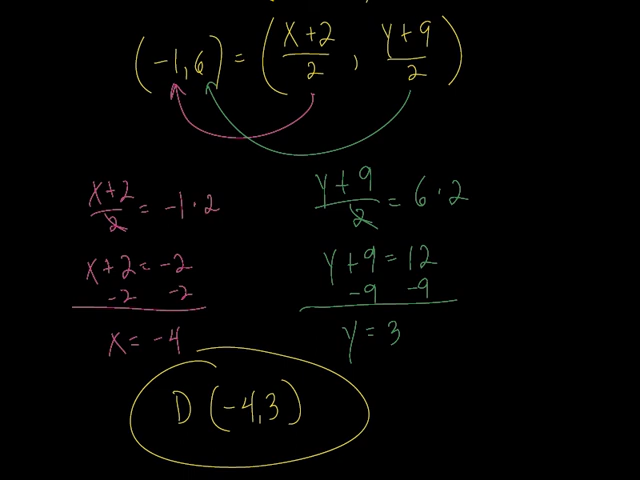 (-1, 6) = ( (x+2)/2 , (y+9)/2 )
(x+2)/2 = -1 · 2
x+2 = -2
-2 -2
x = -4
(y+9)/2 = 6 · 2
y+9 = 12
-9 -9
y = 3
D (-4, 3)